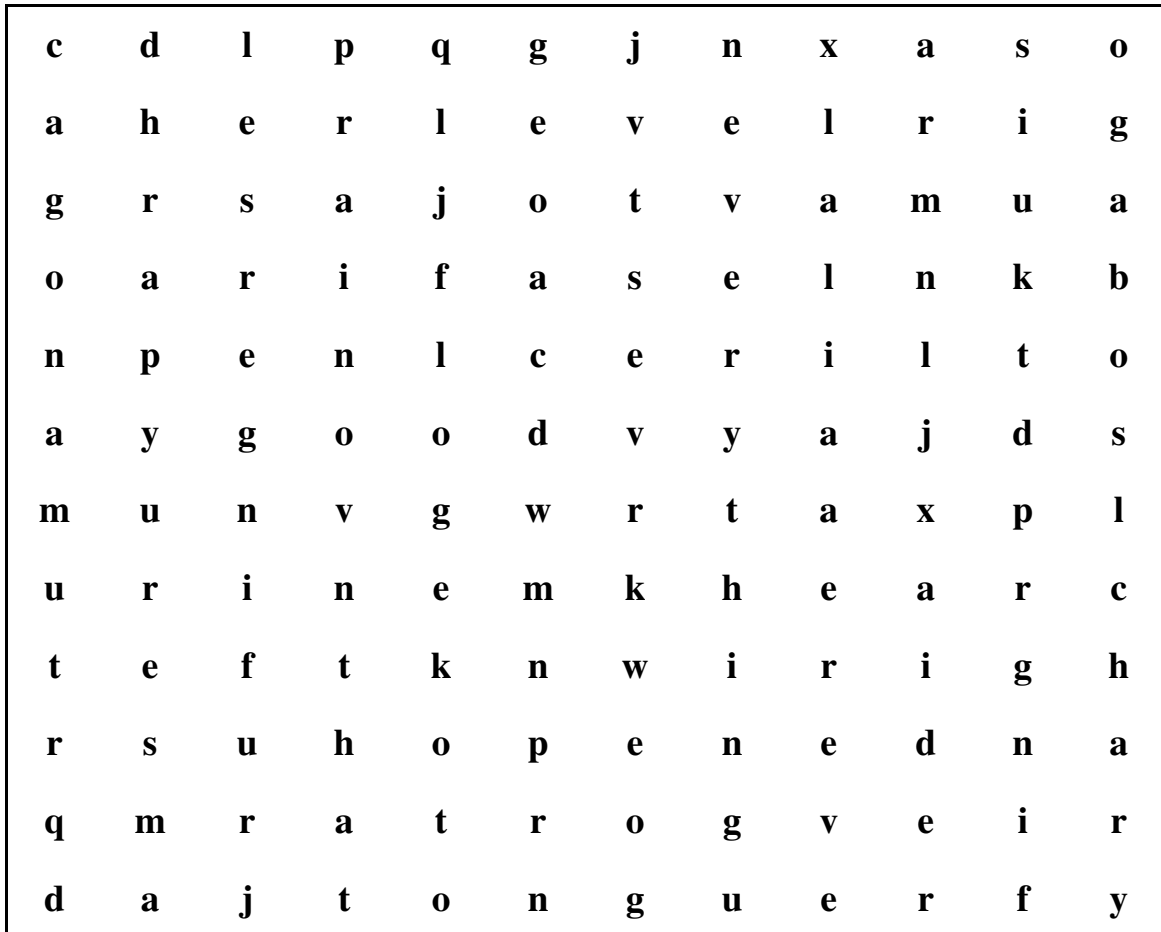 c d l p q g j n x a s o
a h e r l e v e l r i g
g r s a j o t v a m u a
o a r i f a s e l n k b
n p e n l c e r i l t o
a y g o o d v y a j d s
m u n v g w r t a x p l
u r i n e m k h e a r c
t e f t k n w i r i g h
r s u h o p e n e d n a
q m r a t r o g v e i r
d a j t o n g u e r f y